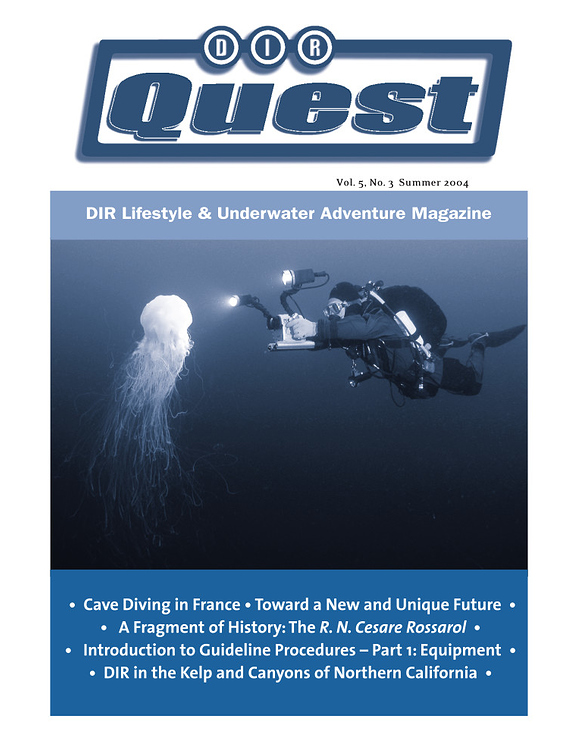 DIR
Quest
Vol. 5, No. 3 Summer 2004
DIR Lifestyle & Underwater Adventure Magazine
• Cave Diving in France • Toward a New and Unique Future •
• A Fragment of History: The R. N. Cesare Rossarol •
• Introduction to Guideline Procedures – Part 1: Equipment •
• DIR in the Kelp and Canyons of Northern California •